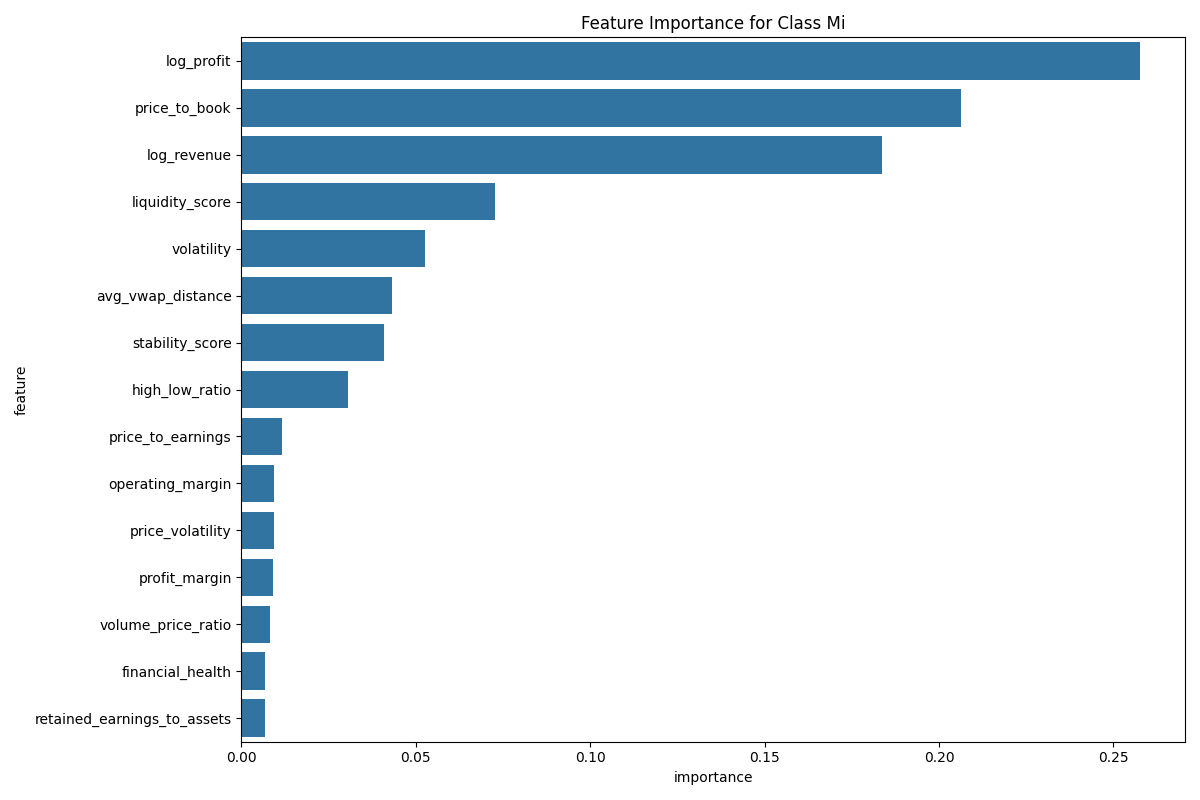 Feature Importance for Class Mi
log_profit
price_to_book
log_revenue
liquidity_score
volatility
avg_vwap_distance
stability_score
high_low_ratio
price_to_earnings
operating_margin
price_volatility
profit_margin
volume_price_ratio
financial_health
retained_earnings_to_assets
feature
0.00 0.05 0.10 0.15 0.20 0.25
importance